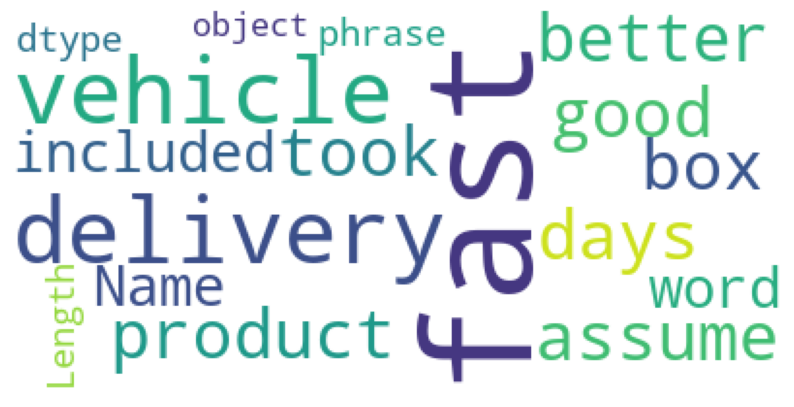 dtype object phrase better
vehicle good
included took box
fast
delivery days
Length Name word
product assume